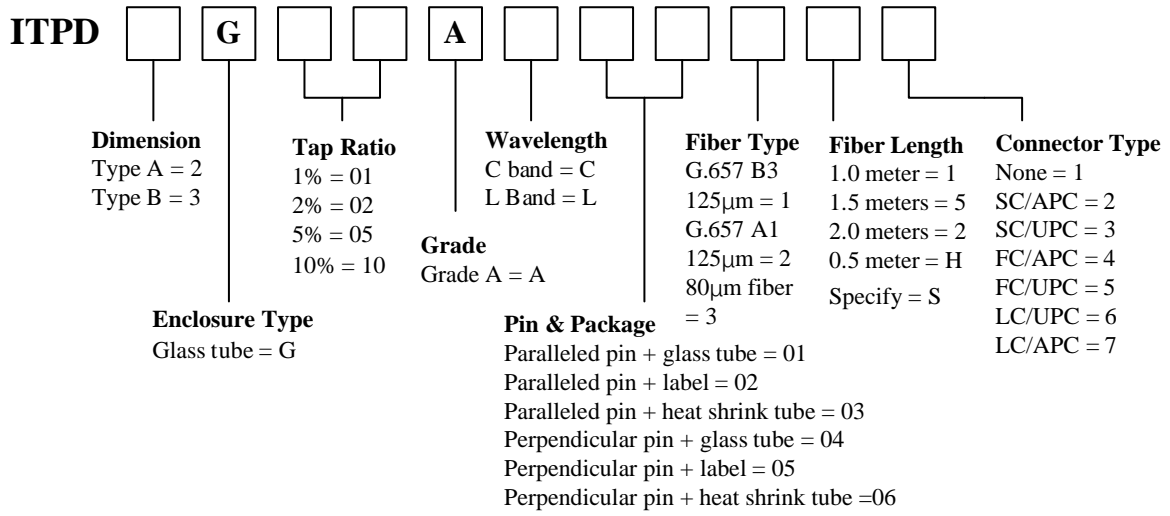 ITPD G A
Dimension
Type A = 2
Type B = 3
Enclosure Type
Glass tube = G
Tap Ratio
1% = 01
2% = 02
5% = 05
10% = 10
Grade
Grade A = A
Wavelength
C band = C
L Band = L
Pin & Package
Paralleled pin + glass tube = 01
Paralleled pin + label = 02
Paralleled pin + heat shrink tube = 03
Perpendicular pin + glass tube = 04
Perpendicular pin + label = 05
Perpendicular pin + heat shrink tube =06
Fiber Type
G.657 B3
125μm = 1
G.657 A1
125μm = 2
80μm fiber
= 3
Fiber Length
1.0 meter = 1
1.5 meters = 5
2.0 meters = 2
0.5 meter = H
Specify = S
Connector Type
None = 1
SC/APC = 2
SC/UPC = 3
FC/APC = 4
FC/UPC = 5
LC/UPC = 6
LC/APC = 7